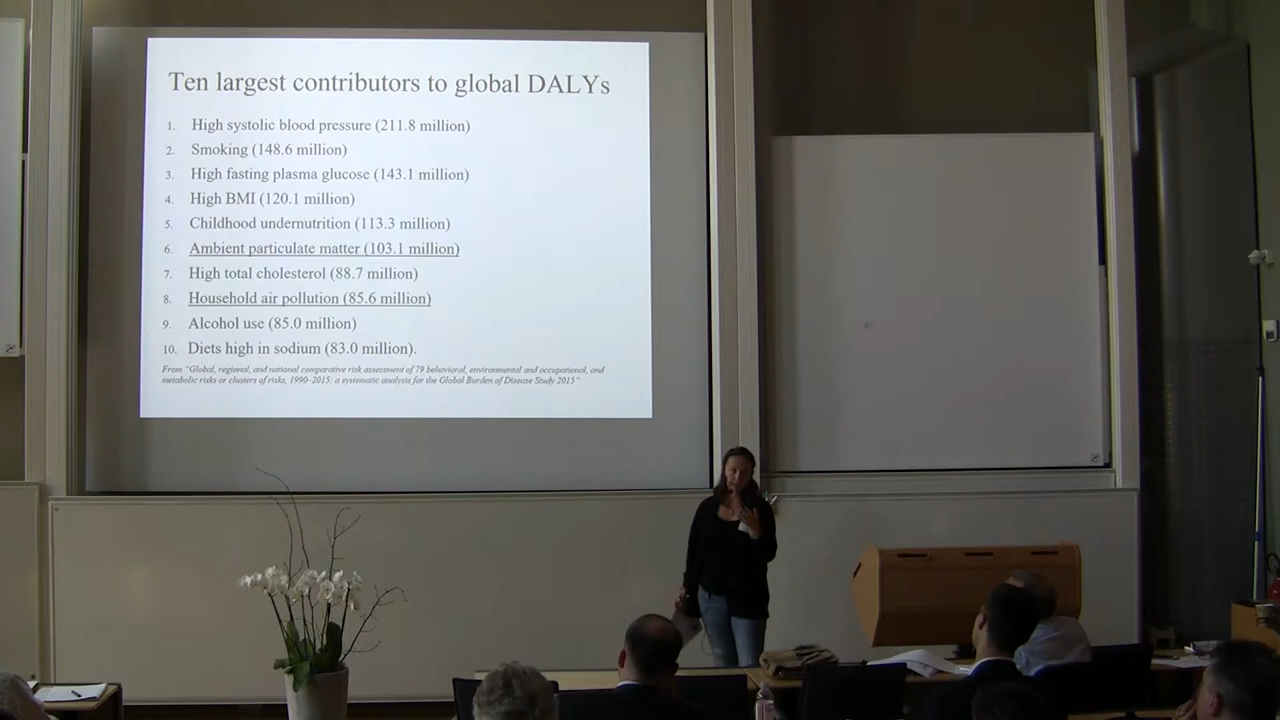 Ten largest contributors to global DALYs
1. High systolic blood pressure (211.8 million)
2. Smoking (148.6 million)
3. High fasting plasma glucose (143.1 million)
4. High BMI (120.1 million)
5. Childhood undernutrition (113.3 million)
6. Ambient particulate matter (103.1 million)
7. High total cholesterol (88.7 million)
8. Household air pollution (85.6 million)
9. Alcohol use (85.0 million)
10. Diets high in sodium (83.0 million).
From "Global, regional, and national comparative risk assessment of 79 behavioral, environmental and occupational, and
metabolic risks or clusters of risks, 1990–2015: a systematic analysis for the Global Burden of Disease Study 2015"